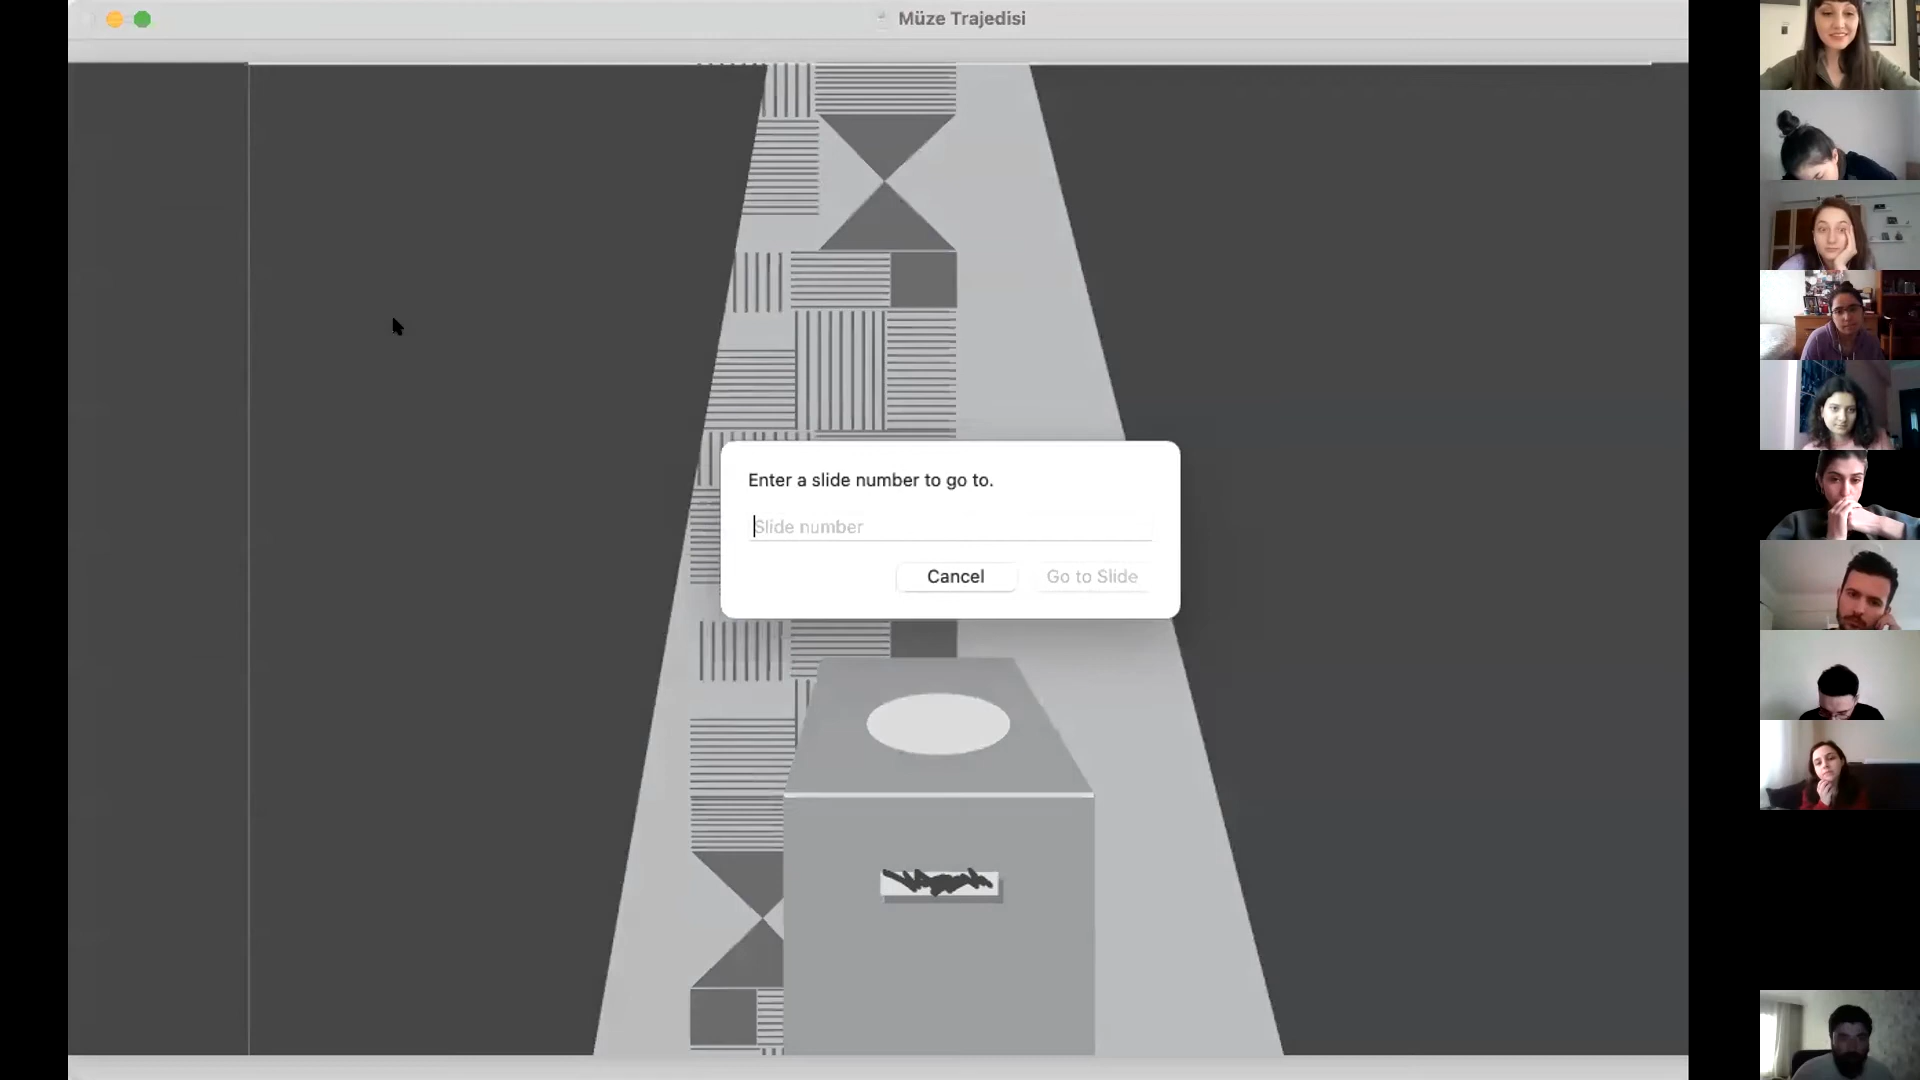 Müze Trajedisi
Enter a slide number to go to.
Slide number
Cancel
Go to Slide